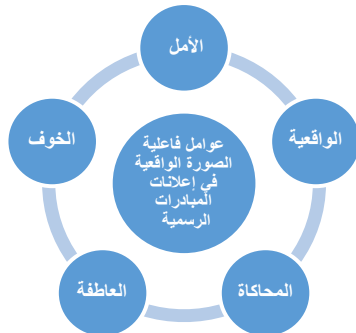 الأمل
الواقعية
الخوف
عوامل فاعلية
الصورة الواقعية
في إعلانات
المبادرات
الرسمية
المحاكاة
العاطفة